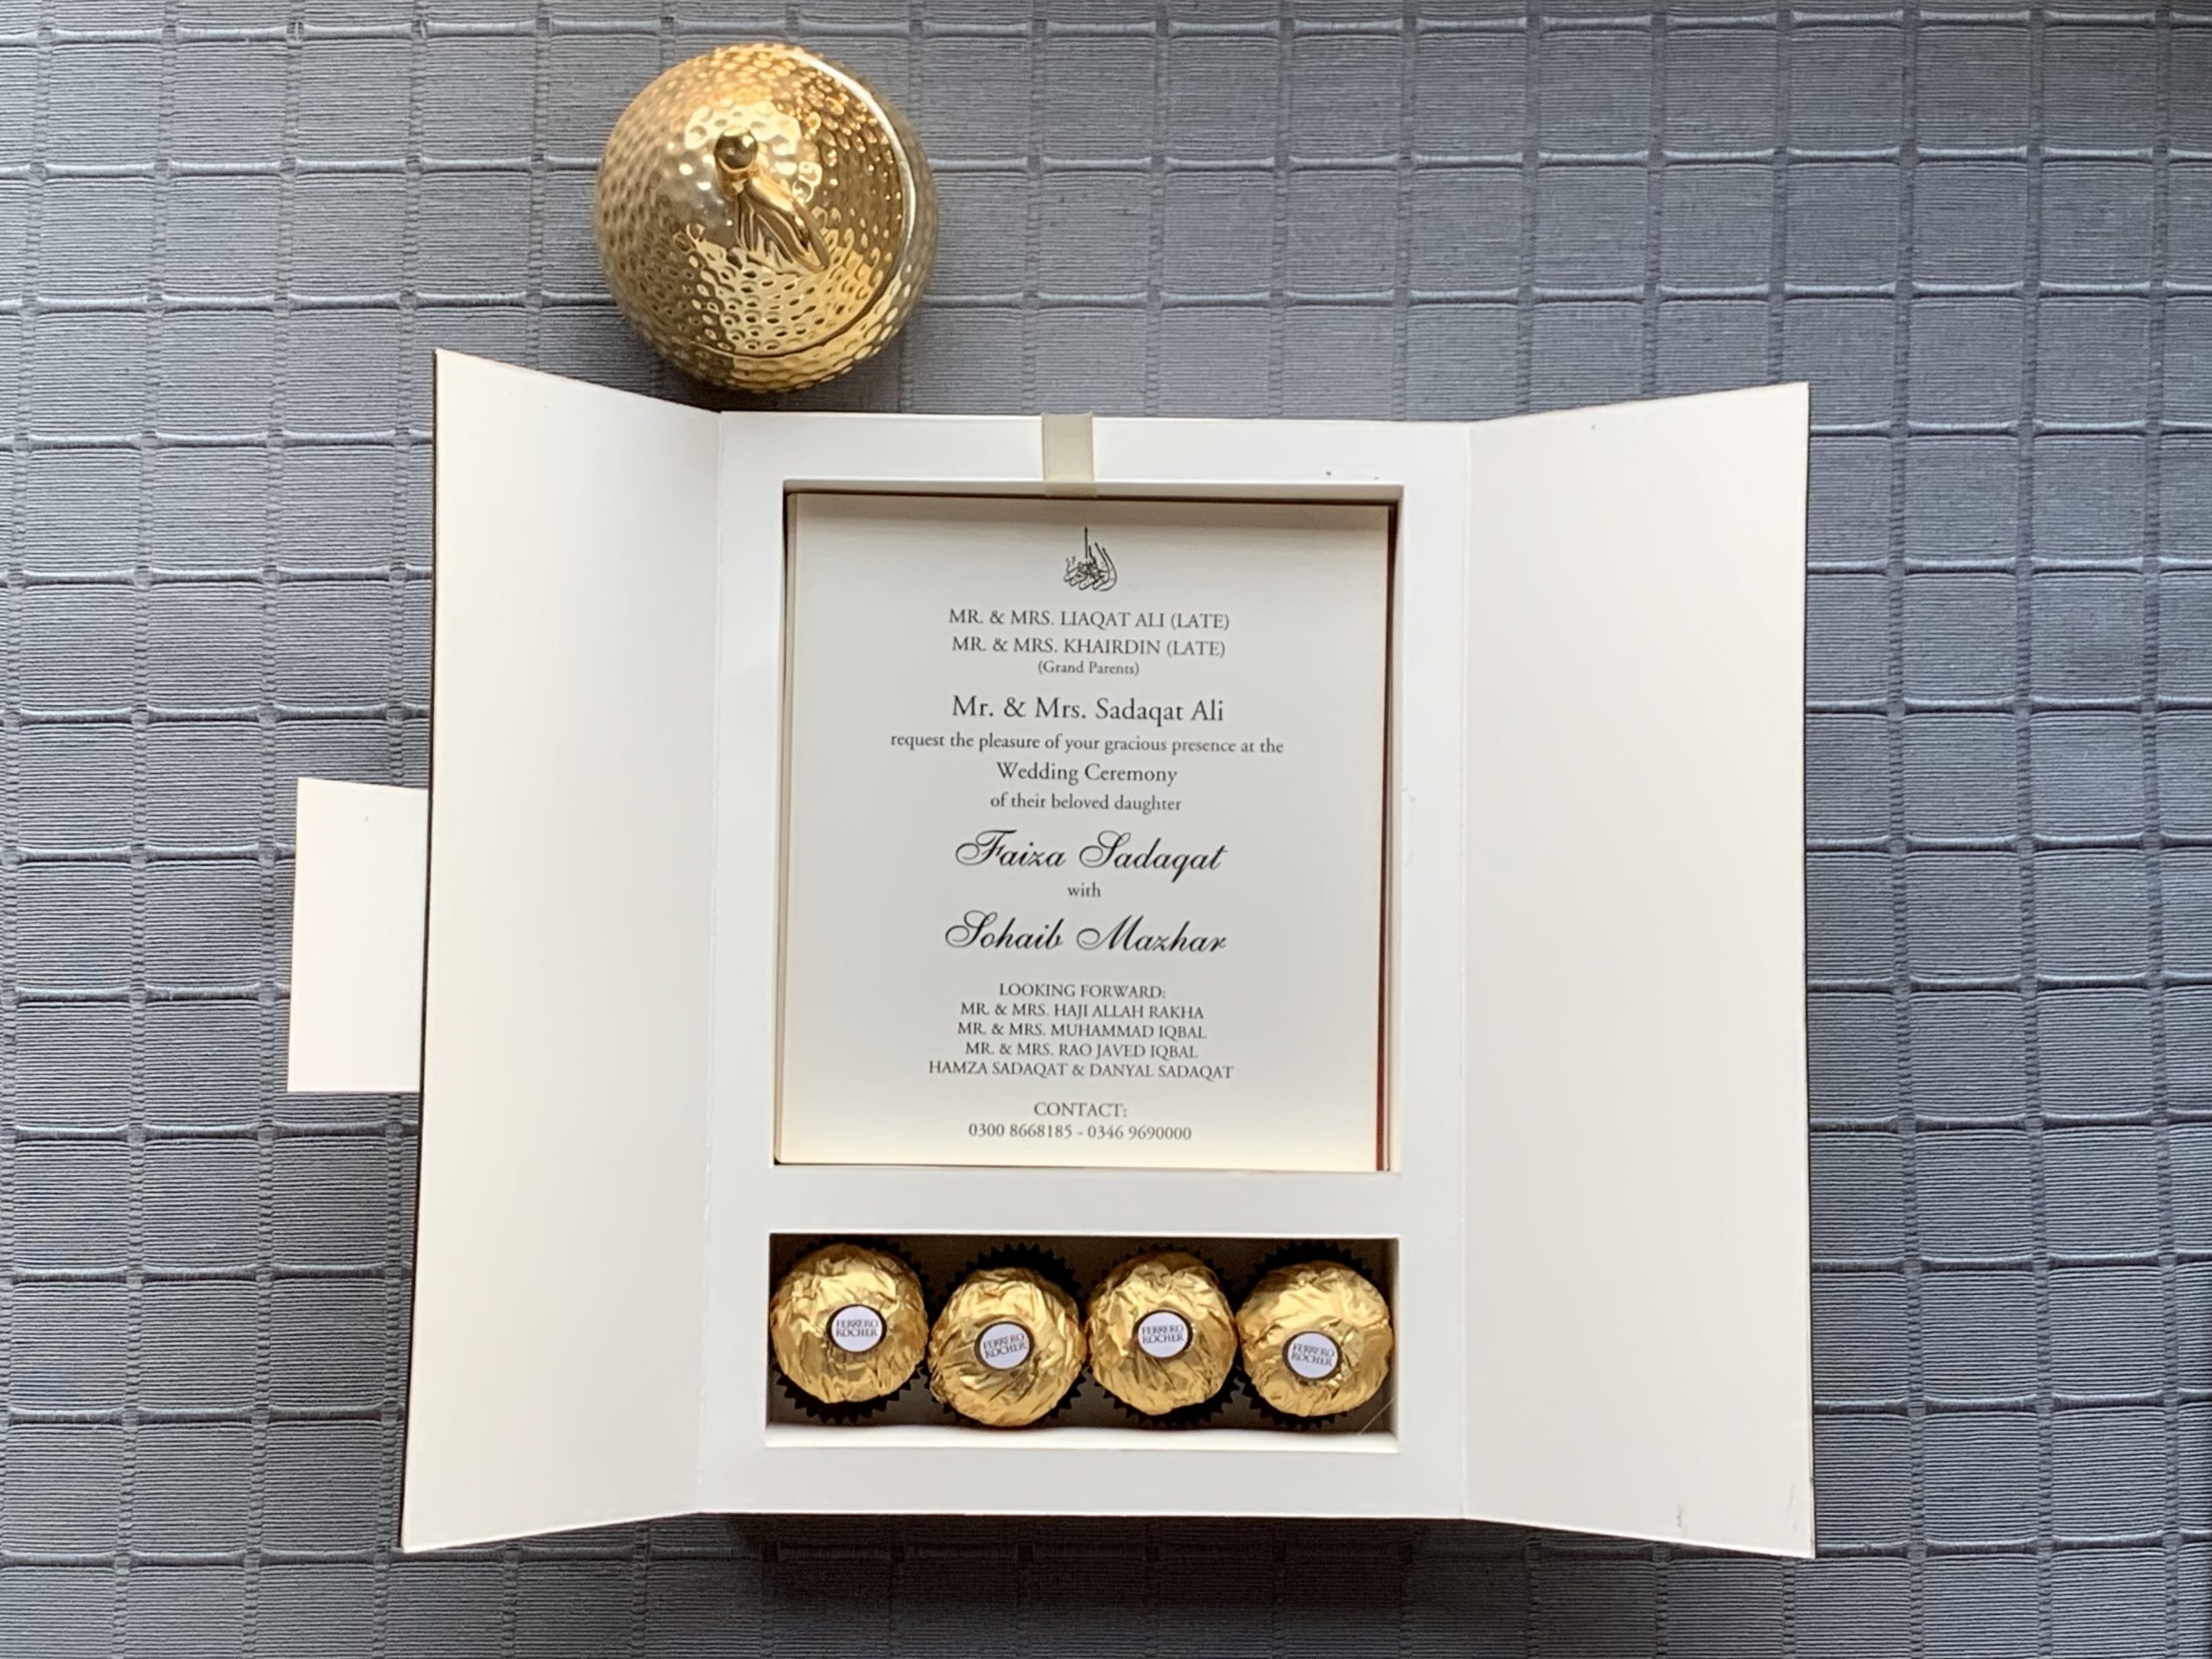 MR. & MRS. LIAQAT ALI (LATE)
MR. & MRS. KHAIRDIN (LATE)
(Grand Parents)
Mr. & Mrs. Sadaqat Ali
request the pleasure of your gracious presence at the
Wedding Ceremony
of their beloved daughter
Faiza Sadaqat
with
Sohaib Mazhar
LOOKING FORWARD:
MR. & MRS. HAJI ALLAH RAKHA
MR. & MRS. MUHAMMAD IQBAL
MR. & MRS. RAO JAVED IQBAL
HAMZA SADAQAT & DANYAL SADAQAT
CONTACT:
0300 8668185 - 0346 9690000
FERRERO
ROCHER
FERRERO
ROCHER
FERRERO
ROCHER
FERRERO
ROCHER